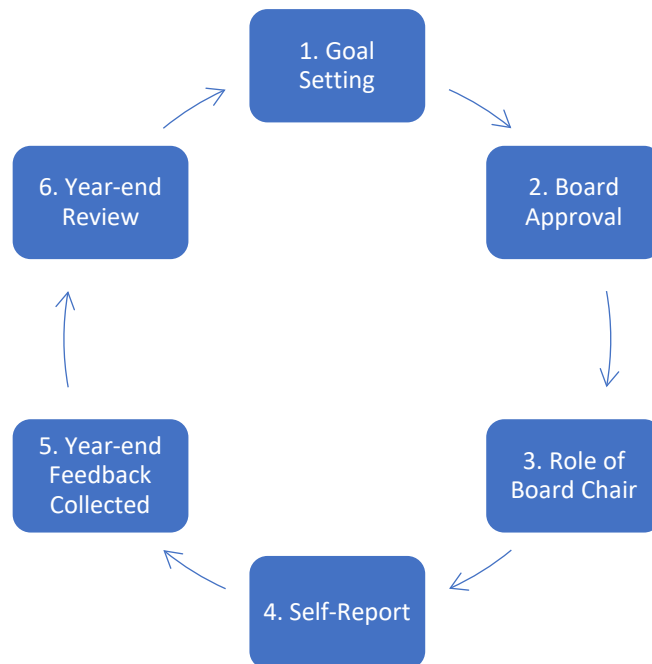 1. Goal
Setting
2. Board
Approval
3. Role of
Board Chair
4. Self-Report
5. Year-end
Feedback
Collected
6. Year-end
Review